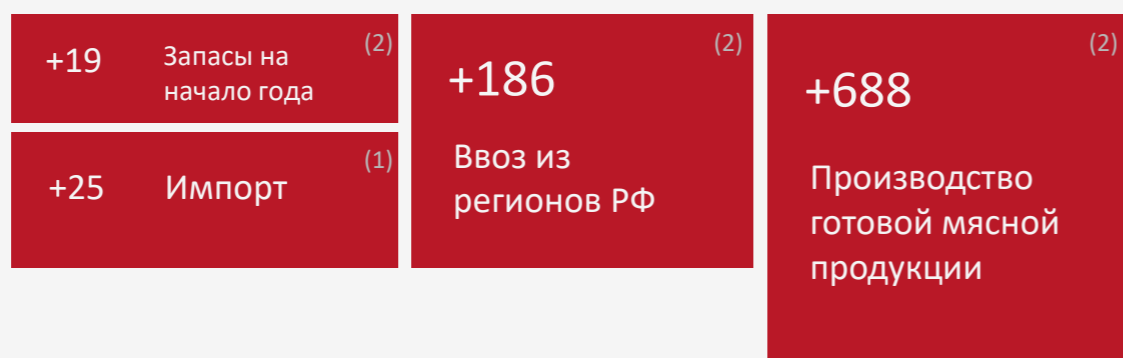 +19
Запасы на
начало года
(2)
+25
Импорт
(1)
+186
(2)
Ввоз из
регионов РФ
+688
(2)
Производство
готовой мясной
продукции